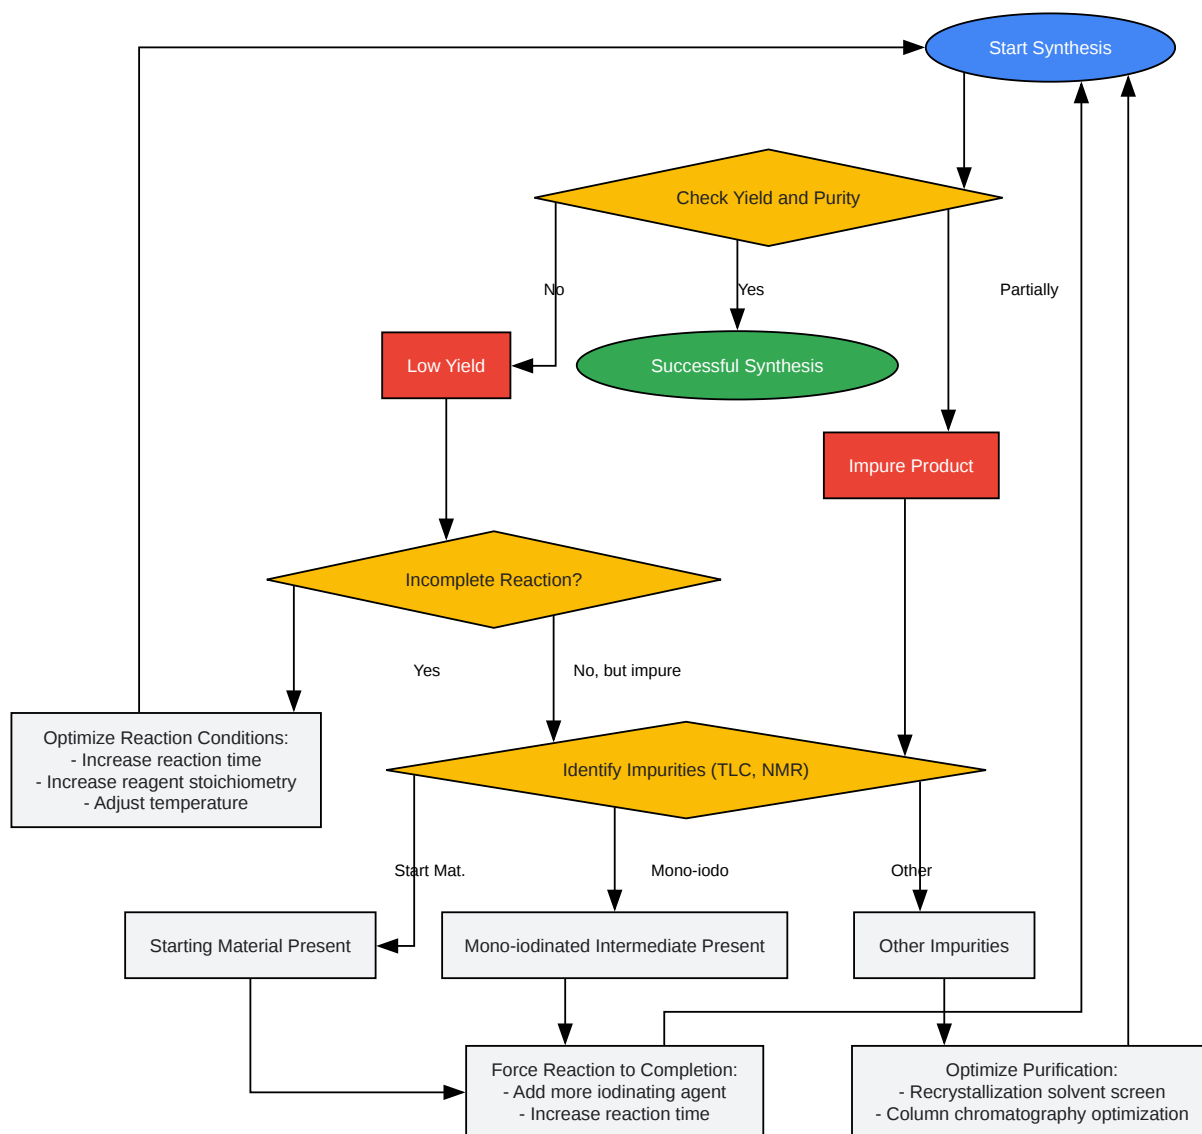 Start Synthesis
Check Yield and Purity
No
Yes
Partially
Low Yield
Successful Synthesis
Impure Product
Incomplete Reaction?
Yes
No, but impure
Optimize Reaction Conditions:
- Increase reaction time
- Increase reagent stoichiometry
- Adjust temperature
Identify Impurities (TLC, NMR)
Start Mat.
Mono-iodo
Other
Starting Material Present
Mono-iodinated Intermediate Present
Other Impurities
Force Reaction to Completion:
- Add more iodinating agent
- Increase reaction time
Optimize Purification:
- Recrystallization solvent screen
- Column chromatography optimization